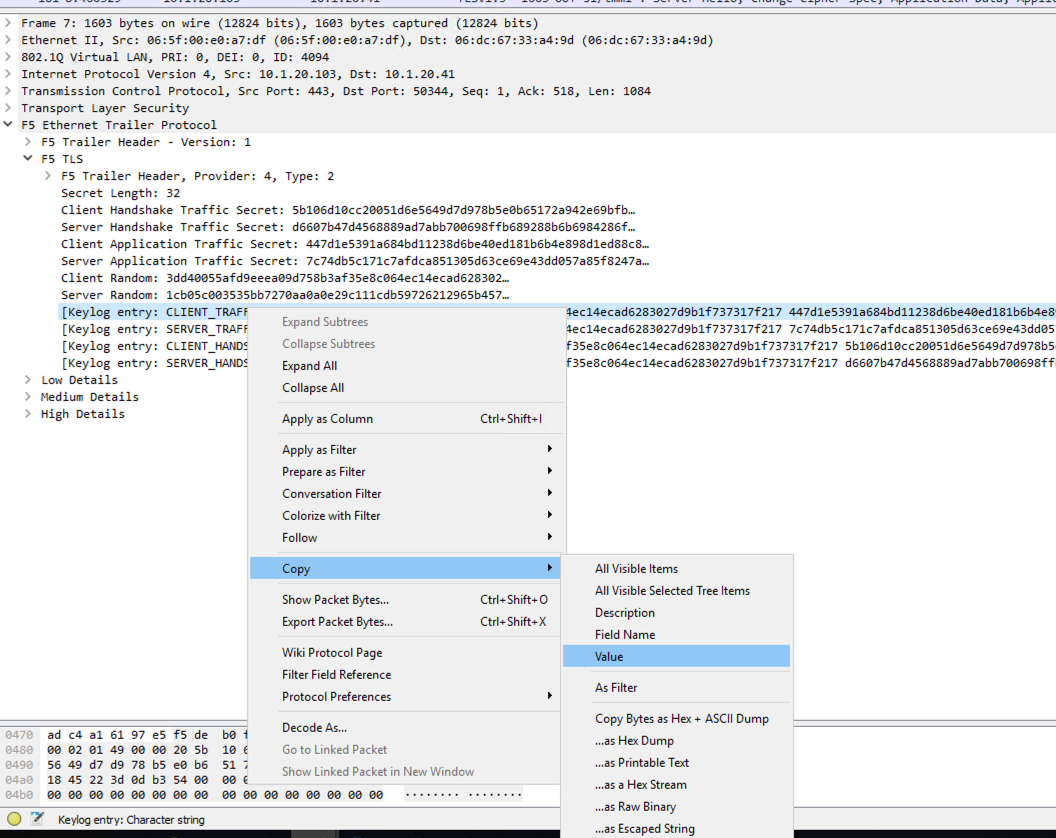 Frame 7: 1603 bytes on wire (12824 bits), 1603 bytes captured (12824 bits)
Ethernet II, Src: 06:5f:00:e0:a7:df (06:5f:00:e0:a7:df), Dst: 06:dc:67:33:a4:9d (06:dc:67:33:a4:9d)
802.1Q Virtual LAN, PRI: 0, DEI: 0, ID: 4094
Internet Protocol Version 4, Src: 10.1.20.103, Dst: 10.1.20.41
Transmission Control Protocol, Src Port: 443, Dst Port: 50344, Seq: 1, Ack: 518, Len: 1084
Transport Layer Security
F5 Ethernet Trailer Protocol
F5 Trailer Header - Version: 1
F5 TLS
F5 Trailer Header, Provider: 4, Type: 2
Secret Length: 32
Client Handshake Traffic Secret: 5b106d10cc20051d6e5649d7d978b5e0b65172a942e69bfb…
Server Handshake Traffic Secret: d6607b47d4568889ad7abb700698ffb689288b6b6984286f…
Client Application Traffic Secret: 447d1e5391a684bd11238d6be40ed181b6b4e898d1ed88c8…
Server Application Traffic Secret: 7c74db5c171c7afdca851305d63ce69e43dd057a85f8247a…
Client Random: 3dd40055afd9eeea09d758b3af35e8c064ec14ecad628302…
Server Random: 1cb05c003535bb7270aa0a0e29c111cdb59726212965b457…
[Keylog entry: CLIENT_TRAFF 4ec14ecad6283027d9b1f737317f217 447d1e5391a684bd11238d6be40ed181b6b4e89
[Keylog entry: SERVER_TRAFF f35e8c064ec14ecad6283027d9b1f737317f217 7c74db5c171c7afdca851305d63ce69e43dd05
[Keylog entry: CLIENT_HANDS f35e8c064ec14ecad6283027d9b1f737317f217 5b106d10cc20051d6e5649d7d978b5
[Keylog entry: SERVER_HANDS f35e8c064ec14ecad6283027d9b1f737317f217 d6607b47d4568889ad7abb700698ff
Low Details
Medium Details
High Details
Expand Subtrees
Collapse Subtrees
Expand All
Collapse All
Apply as Column Ctrl+Shift+I
Apply as Filter
Prepare as Filter
Conversation Filter
Colorize with Filter
Follow
Copy
Show Packet Bytes... Ctrl+Shift+O
Export Packet Bytes... Ctrl+Shift+X
Wiki Protocol Page
Filter Field Reference
Protocol Preferences
Decode As...
Go to Linked Packet
Show Linked Packet in New Window
All Visible Items
All Visible Selected Tree Items
Description
Field Name
Value
As Filter
Copy Bytes as Hex + ASCII Dump
...as Hex Dump
...as Printable Text
...as a Hex Stream
...as Raw Binary
...as Escaped String
0470 ad c4 a1 61 97 e5 f5 de b0 f
0480 00 02 01 49 00 00 20 5b 10 6
0490 56 49 d7 d9 78 b5 e0 b6 51 7
04a0 18 45 22 3d 0d b3 54 00 00 0
04b0 00 00 00 00 00 00 00 00 00 00 00 00 00 00 00 00 ········ ········
Keylog entry: Character string